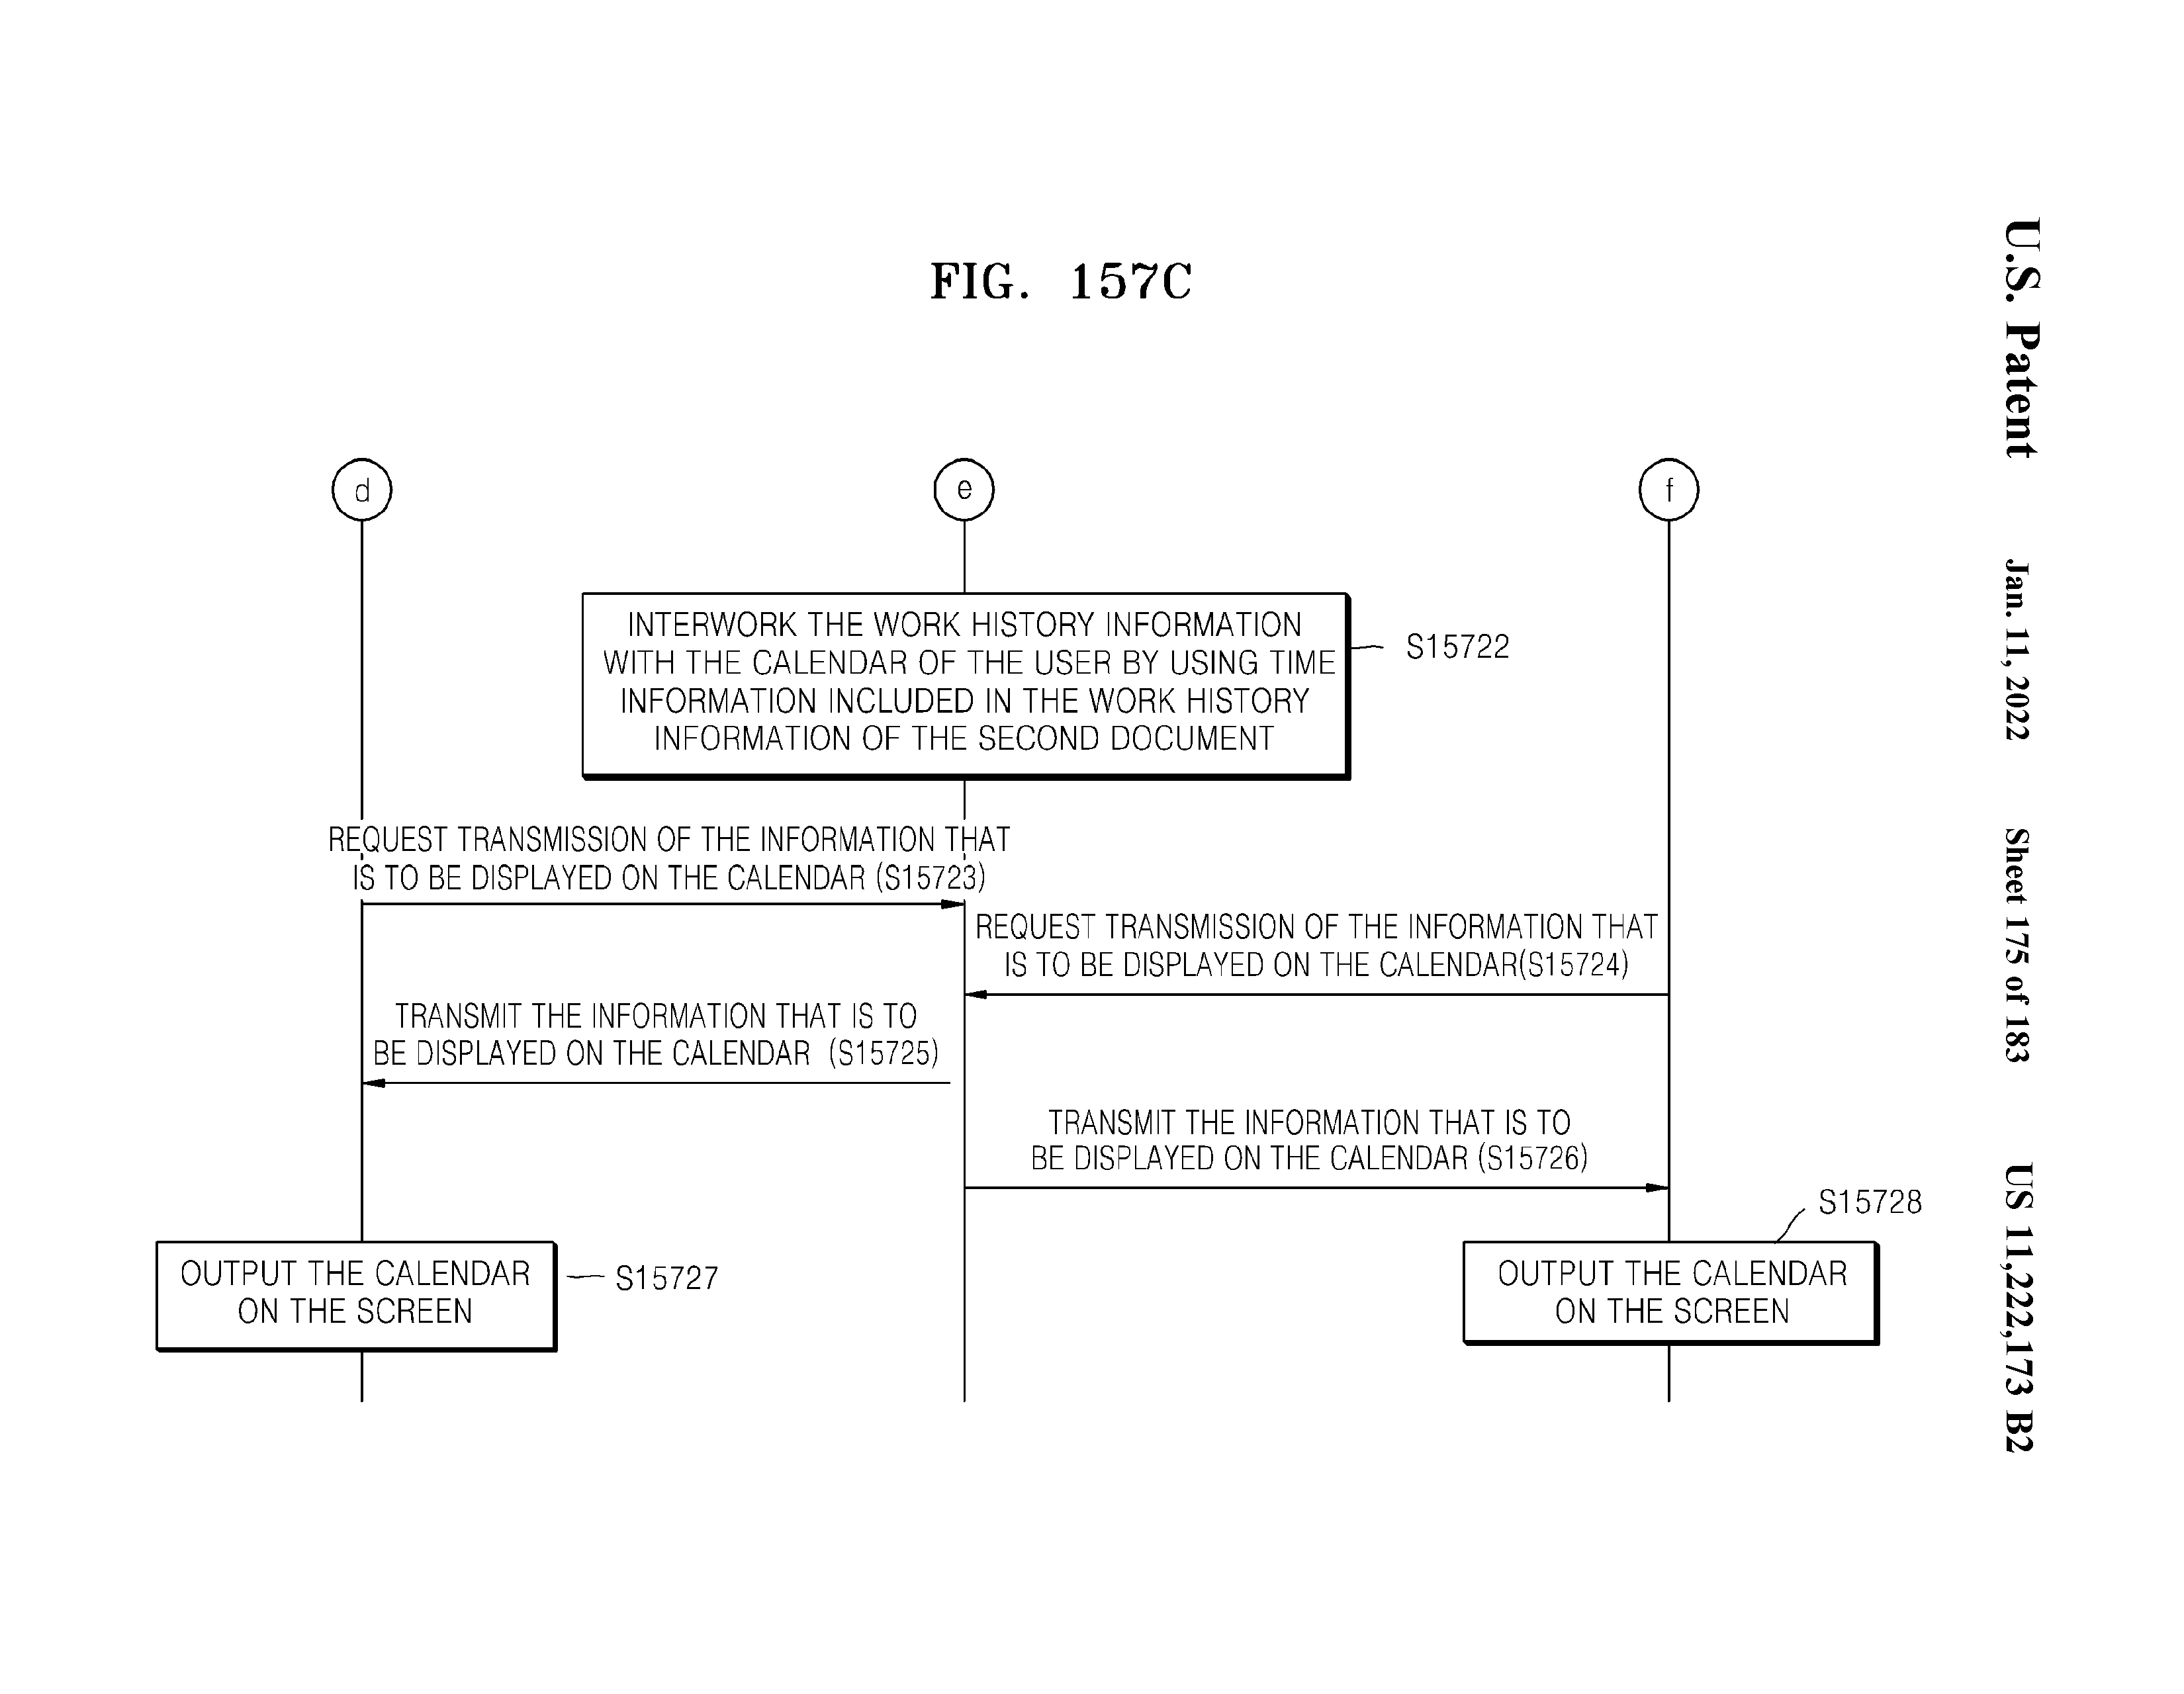 U.S. Patent
Jan. 11, 2022
Sheet 175 of 183
US 11,222,173 B2
FIG. 157C
d
e
f
INTERWORK THE WORK HISTORY INFORMATION
WITH THE CALENDAR OF THE USER BY USING TIME
INFORMATION INCLUDED IN THE WORK HISTORY
INFORMATION OF THE SECOND DOCUMENT
S15722
REQUEST TRANSMISSION OF THE INFORMATION THAT
IS TO BE DISPLAYED ON THE CALENDAR (S15723)
REQUEST TRANSMISSION OF THE INFORMATION THAT
IS TO BE DISPLAYED ON THE CALENDAR(S15724)
TRANSMIT THE INFORMATION THAT IS TO
BE DISPLAYED ON THE CALENDAR (S15725)
TRANSMIT THE INFORMATION THAT IS TO
BE DISPLAYED ON THE CALENDAR (S15726)
OUTPUT THE CALENDAR
ON THE SCREEN
S15727
S15728
OUTPUT THE CALENDAR
ON THE SCREEN